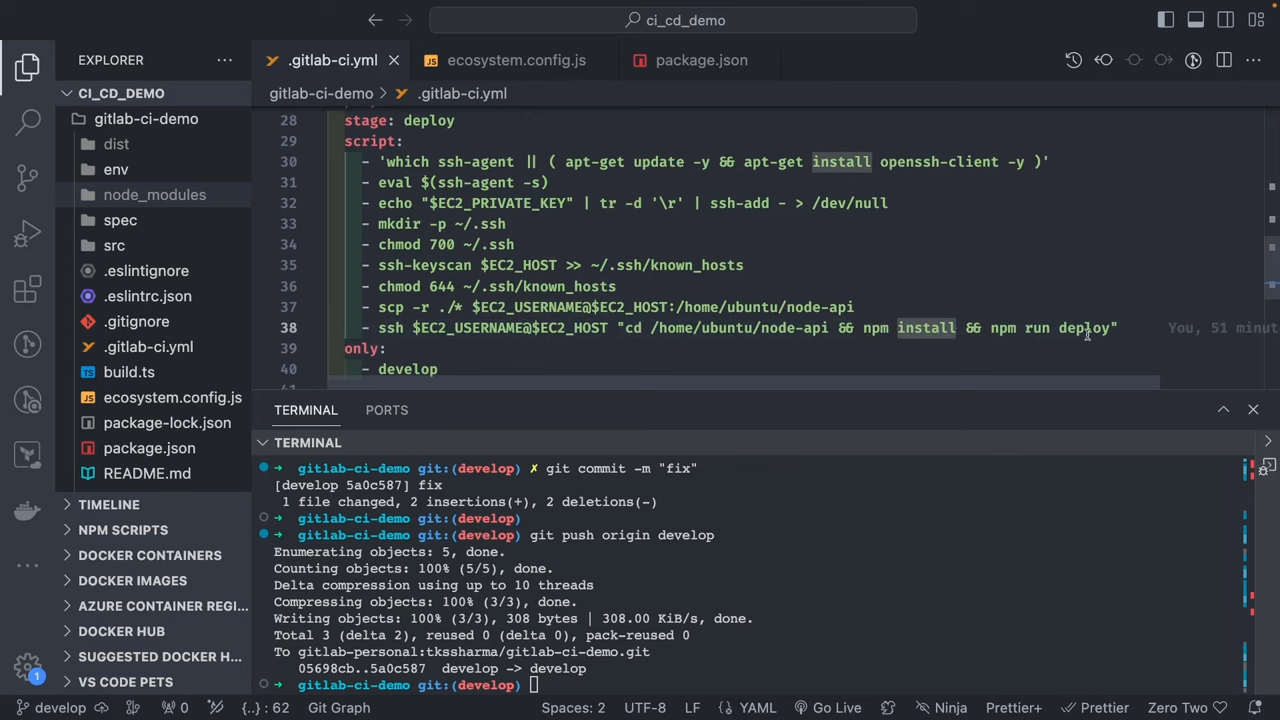 ci_cd_demo
EXPLORER
.gitlab-ci.yml
ecosystem.config.js
package.json
CI_CD_DEMO
gitlab-ci-demo
dist
env
node_modules
spec
src
.eslintignore
.eslintrc.json
.gitignore
.gitlab-ci.yml
build.ts
ecosystem.config.js
package-lock.json
package.json
README.md
TIMELINE
NPM SCRIPTS
DOCKER CONTAINERS
DOCKER IMAGES
AZURE CONTAINER REGI...
DOCKER HUB
SUGGESTED DOCKER H...
VS CODE PETS
1
gitlab-ci-demo > .gitlab-ci.yml
28 stage: deploy
29 script:
30 - 'which ssh-agent || ( apt-get update -y && apt-get install openssh-client -y )'
31 - eval $(ssh-agent -s)
32 - echo "$EC2_PRIVATE_KEY" | tr -d '\r' | ssh-add - > /dev/null
33 - mkdir -p ~/.ssh
34 - chmod 700 ~/.ssh
35 - ssh-keyscan $EC2_HOST >> ~/.ssh/known_hosts
36 - chmod 644 ~/.ssh/known_hosts
37 - scp -r ./* $EC2_USERNAME@$EC2_HOST:/home/ubuntu/node-api
38 - ssh $EC2_USERNAME@$EC2_HOST "cd /home/ubuntu/node-api && npm install && npm run deploy" You, 51 minut
39 only:
40 - develop
TERMINAL PORTS
TERMINAL
→ gitlab-ci-demo git:(develop) ✗ git commit -m "fix"
[develop 5a0c587] fix
1 file changed, 2 insertions(+), 2 deletions(-)
→ gitlab-ci-demo git:(develop)
→ gitlab-ci-demo git:(develop) git push origin develop
Enumerating objects: 5, done.
Counting objects: 100% (5/5), done.
Delta compression using up to 10 threads
Compressing objects: 100% (3/3), done.
Writing objects: 100% (3/3), 308 bytes | 308.00 KiB/s, done.
Total 3 (delta 2), reused 0 (delta 0), pack-reused 0
To gitlab-personal:tkssharma/gitlab-ci-demo.git
05698cb..5a0c587 develop -> develop
→ gitlab-ci-demo git:(develop)
develop 0 {..} : 62 Git Graph Spaces: 2 UTF-8 LF YAML Go Live Ninja Prettier+ Prettier Zero Two